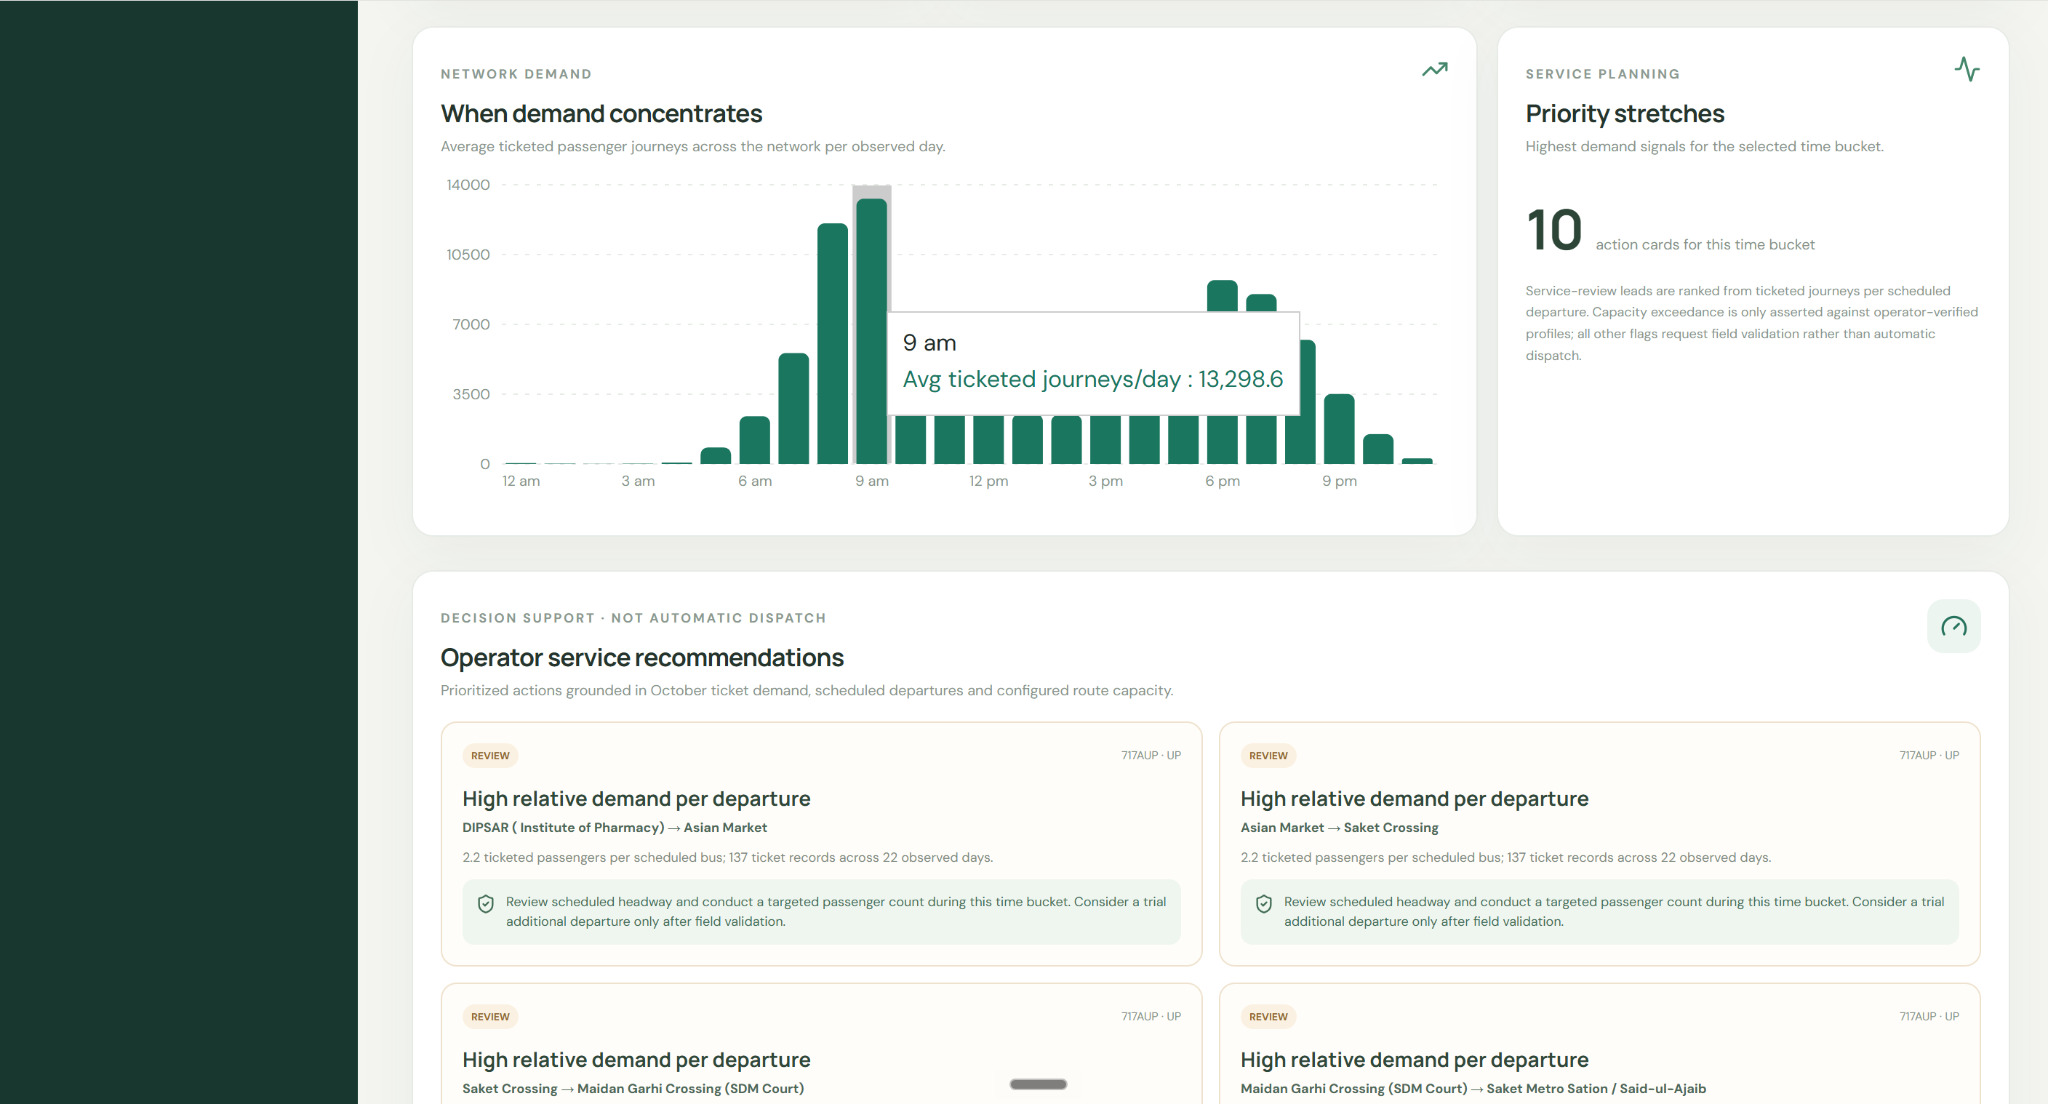 NETWORK DEMAND
When demand concentrates
Average ticketed passenger journeys across the network per observed day.
14000
10500
7000
3500
0
12 am
3 am
6 am
9 am
12 pm
3 pm
6 pm
9 pm
9 am
Avg ticketed journeys/day : 13,298.6
SERVICE PLANNING
Priority stretches
Highest demand signals for the selected time bucket.
10 action cards for this time bucket
Service-review leads are ranked from ticketed journeys per scheduled
departure. Capacity exceedance is only asserted against operator-verified
profiles; all other flags request field validation rather than automatic
dispatch.
DECISION SUPPORT · NOT AUTOMATIC DISPATCH
Operator service recommendations
Prioritized actions grounded in October ticket demand, scheduled departures and configured route capacity.
REVIEW
717AUP · UP
High relative demand per departure
DIPSAR ( Institute of Pharmacy) → Asian Market
2.2 ticketed passengers per scheduled bus; 137 ticket records across 22 observed days.
Review scheduled headway and conduct a targeted passenger count during this time bucket. Consider a trial
additional departure only after field validation.
REVIEW
717AUP · UP
High relative demand per departure
Asian Market → Saket Crossing
2.2 ticketed passengers per scheduled bus; 137 ticket records across 22 observed days.
Review scheduled headway and conduct a targeted passenger count during this time bucket. Consider a trial
additional departure only after field validation.
REVIEW
717AUP · UP
High relative demand per departure
Saket Crossing → Maidan Garhi Crossing (SDM Court)
REVIEW
717AUP · UP
High relative demand per departure
Maidan Garhi Crossing (SDM Court) → Saket Metro Sation / Said-ul-Ajaib